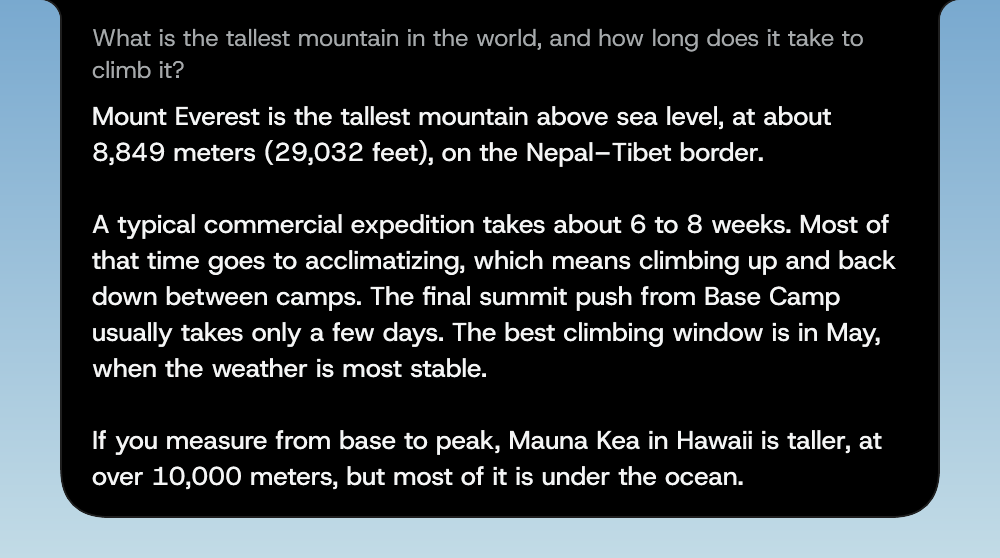 What is the tallest mountain in the world, and how long does it take to
climb it?
Mount Everest is the tallest mountain above sea level, at about
8,849 meters (29,032 feet), on the Nepal–Tibet border.
A typical commercial expedition takes about 6 to 8 weeks. Most of
that time goes to acclimatizing, which means climbing up and back
down between camps. The final summit push from Base Camp
usually takes only a few days. The best climbing window is in May,
when the weather is most stable.
If you measure from base to peak, Mauna Kea in Hawaii is taller, at
over 10,000 meters, but most of it is under the ocean.